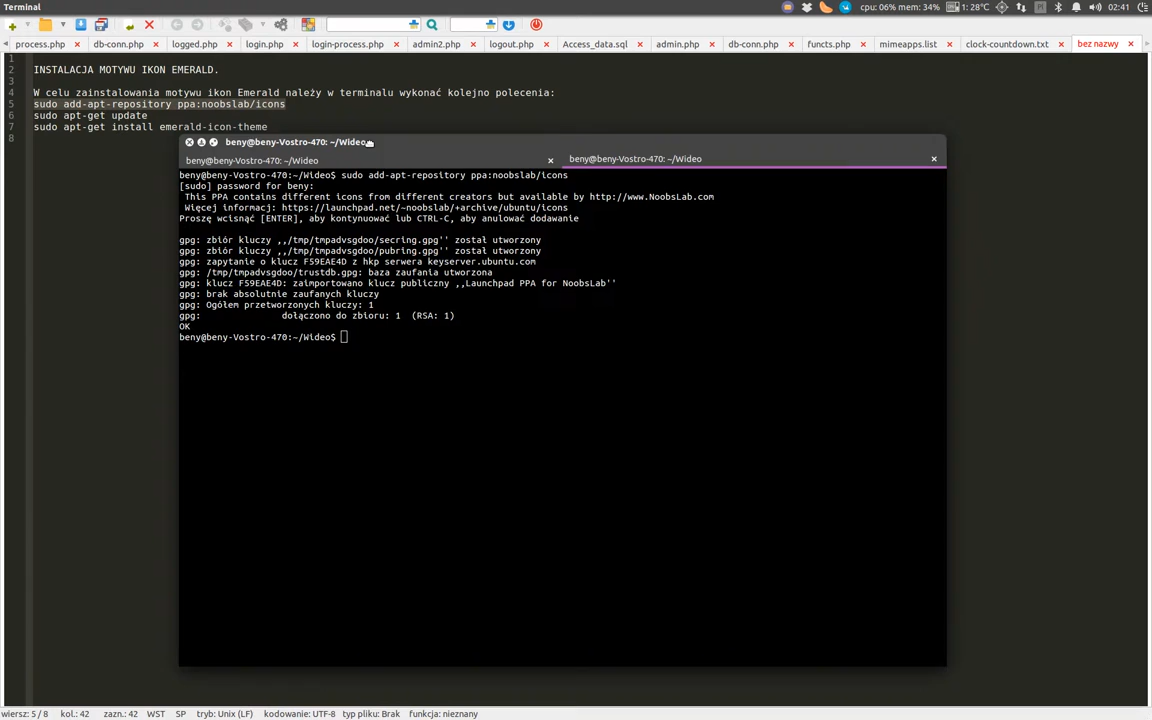 Terminal
cpu: 06% mem: 34%
1: 28°C
Pl
02:41
process.php
db-conn.php
logged.php
login.php
login-process.php
admin2.php
logout.php
Access_data.sql
admin.php
db-conn.php
functs.php
mimeapps.list
clock-countdown.txt
bez nazwy
1
2 INSTALACJA MOTYWU IKON EMERALD.
3
4 W celu zainstalowania motywu ikon Emerald należy w terminalu wykonać kolejno polecenia:
5 sudo add-apt-repository ppa:noobslab/icons
6 sudo apt-get update
7 sudo apt-get install emerald-icon-theme
8
beny@beny-Vostro-470: ~/Wideo
beny@beny-Vostro-470: ~/Wideo
beny@beny-Vostro-470: ~/Wideo
beny@beny-Vostro-470:~/Wideo$ sudo add-apt-repository ppa:noobslab/icons
[sudo] password for beny:
This PPA contains different icons from different creators but available by http://www.NoobsLab.com
Więcej informacji: https://launchpad.net/~noobslab/+archive/ubuntu/icons
Proszę wcisnąć [ENTER], aby kontynuować lub CTRL-C, aby anulować dodawanie
gpg: zbiór kluczy ,,/tmp/tmpadvsgdoo/secring.gpg'' został utworzony
gpg: zbiór kluczy ,,/tmp/tmpadvsgdoo/pubring.gpg'' został utworzony
gpg: zapytanie o klucz F59EAE4D z hkp serwera keyserver.ubuntu.com
gpg: /tmp/tmpadvsgdoo/trustdb.gpg: baza zaufania utworzona
gpg: klucz F59EAE4D: zaimportowano klucz publiczny ,,Launchpad PPA for NoobsLab''
gpg: brak absolutnie zaufanych kluczy
gpg: Ogółem przetworzonych kluczy: 1
gpg: dołączono do zbioru: 1 (RSA: 1)
OK
beny@beny-Vostro-470:~/Wideo$
wiersz: 5 / 8 kol.: 42 zazn.: 42 WST SP tryb: Unix (LF) kodowanie: UTF-8 typ pliku: Brak funkcja: nieznany